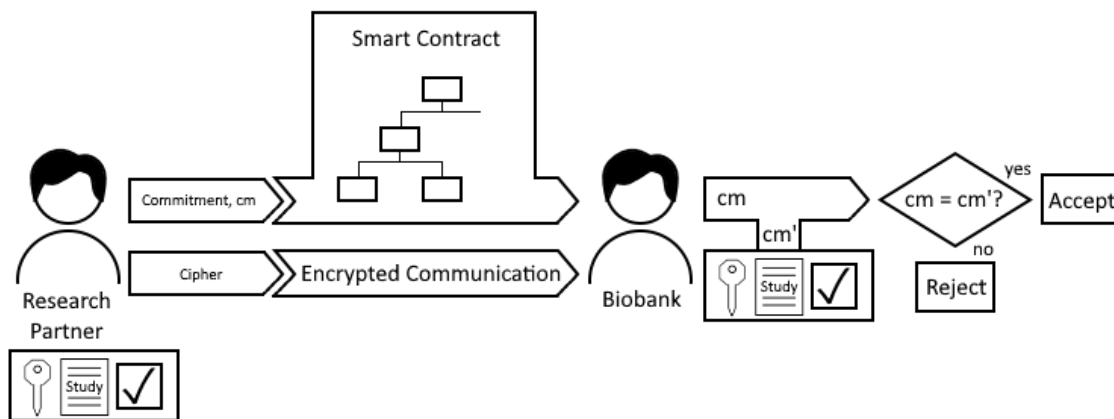 Smart Contract
Commitment, cm
Cipher
Encrypted Communication
Research
Partner
Study
Biobank
cm
cm'
Study
cm = cm'?
yes
Accept
no
Reject